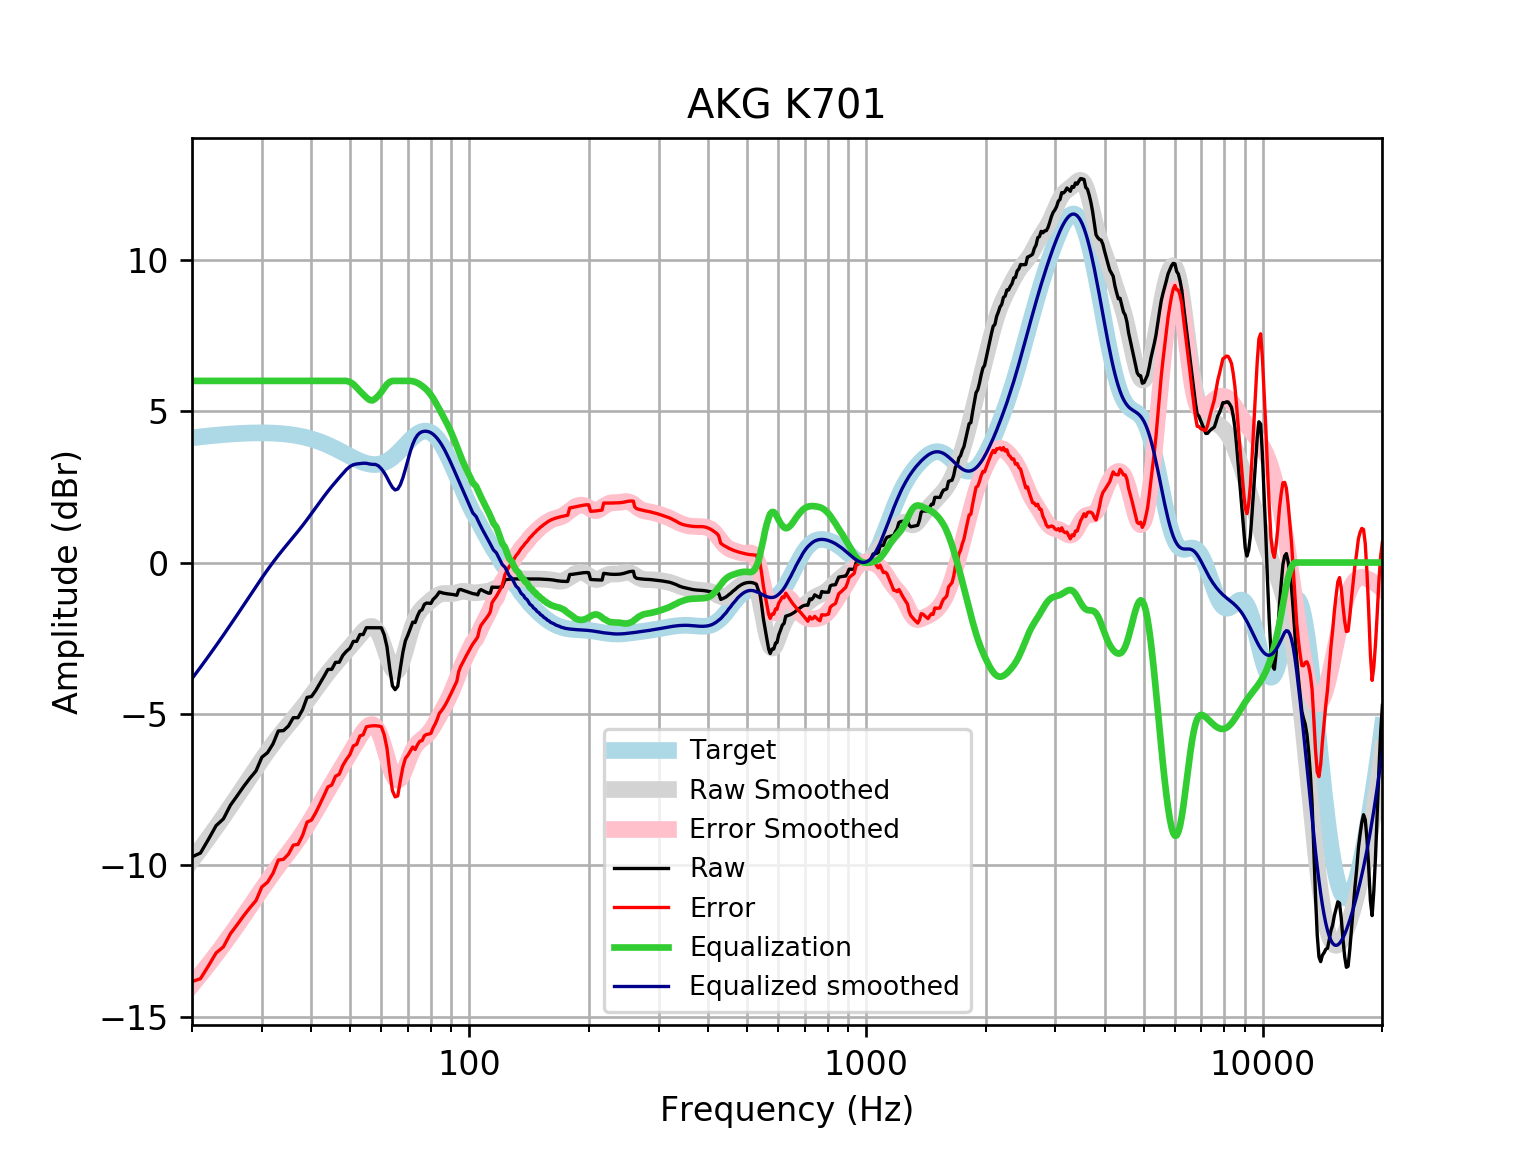 AKG K701
10
5
0
−5
−10
−15
Amplitude (dBr)
Target
Raw Smoothed
Error Smoothed
Raw
Error
Equalization
Equalized smoothed
100 1000 10000
Frequency (Hz)